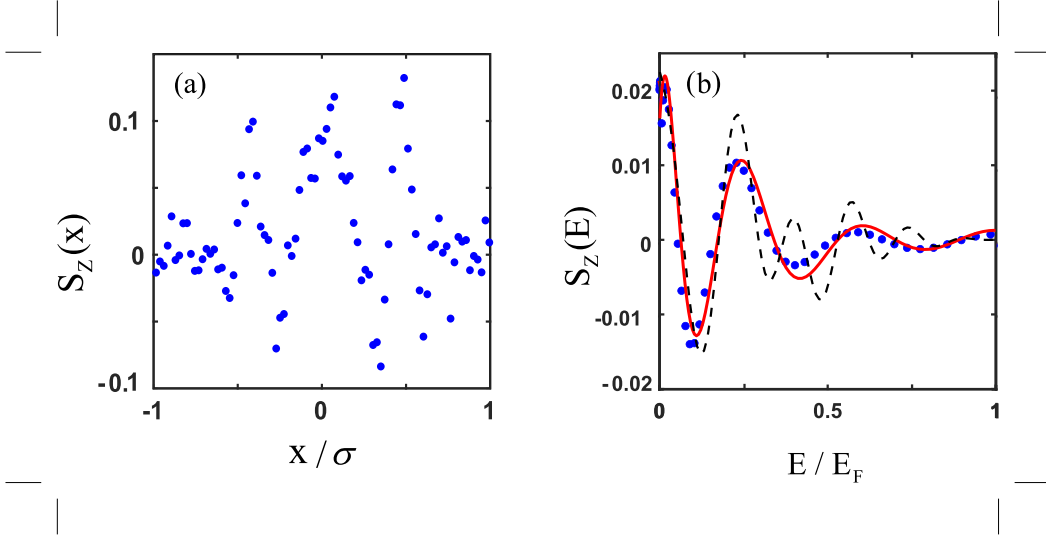 (a)
0.1
0
-0.1
-1
0
1
S_Z(x)
x / σ
(b)
0.02
0.01
0
-0.01
-0.02
0
0.5
1
S_Z(E)
E / E_F